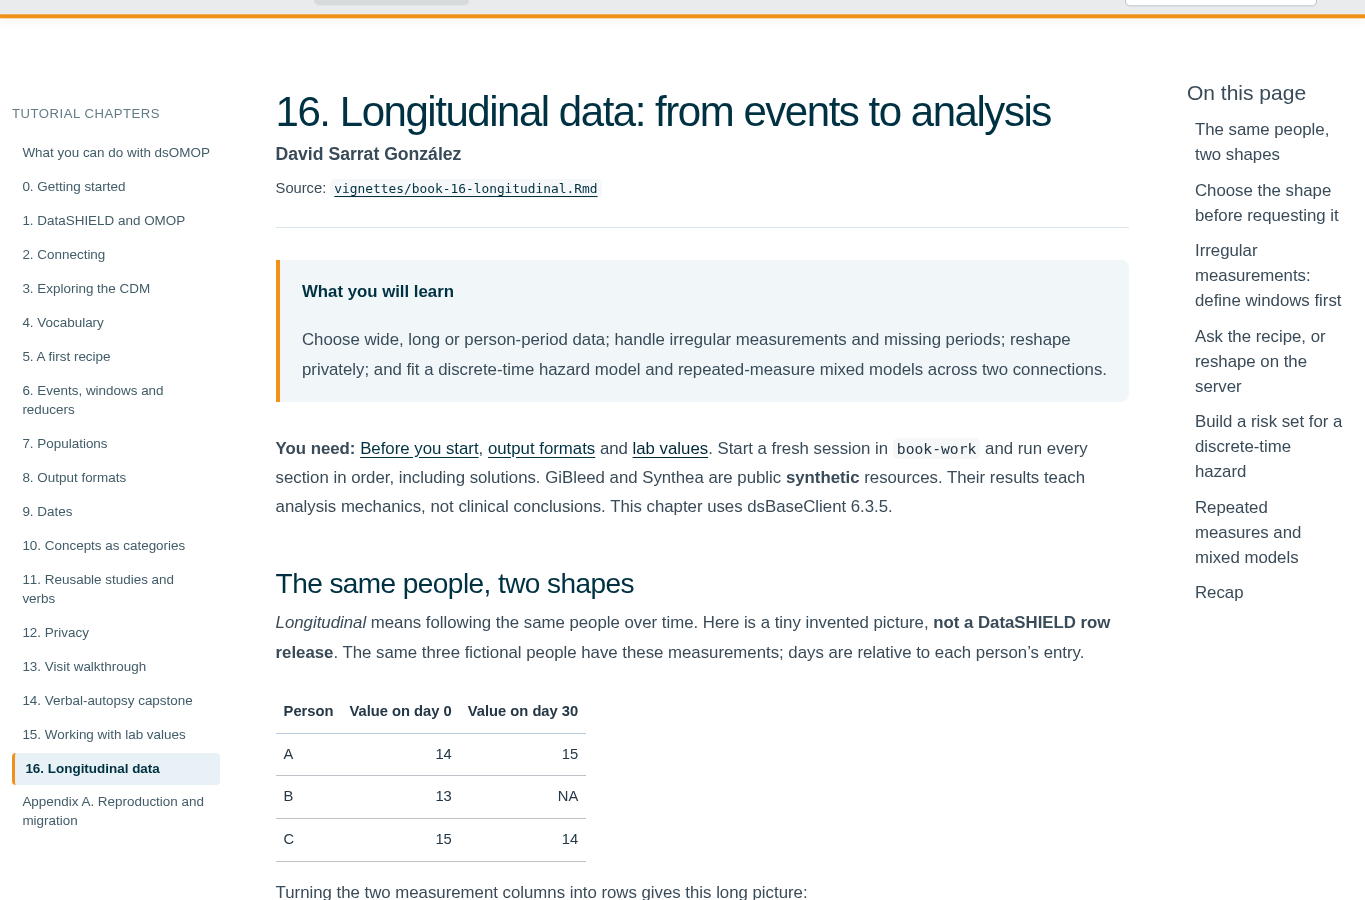 TUTORIAL CHAPTERS
What you can do with dsOMOP
0. Getting started
1. DataSHIELD and OMOP
2. Connecting
3. Exploring the CDM
4. Vocabulary
5. A first recipe
6. Events, windows and
reducers
7. Populations
8. Output formats
9. Dates
10. Concepts as categories
11. Reusable studies and
verbs
12. Privacy
13. Visit walkthrough
14. Verbal-autopsy capstone
15. Working with lab values
16. Longitudinal data
Appendix A. Reproduction and
migration
16. Longitudinal data: from events to analysis
David Sarrat González
Source: vignettes/book-16-longitudinal.Rmd
What you will learn
Choose wide, long or person-period data; handle irregular measurements and missing periods; reshape
privately; and fit a discrete-time hazard model and repeated-measure mixed models across two connections.
You need: Before you start, output formats and lab values. Start a fresh session in book-work and run every
section in order, including solutions. GiBleed and Synthea are public synthetic resources. Their results teach
analysis mechanics, not clinical conclusions. This chapter uses dsBaseClient 6.3.5.
The same people, two shapes
Longitudinal means following the same people over time. Here is a tiny invented picture, not a DataSHIELD row
release. The same three fictional people have these measurements; days are relative to each person’s entry.
Person Value on day 0 Value on day 30
A 14 15
B 13 NA
C 15 14
Turning the two measurement columns into rows gives this long picture:
On this page
The same people,
two shapes
Choose the shape
before requesting it
Irregular
measurements:
define windows first
Ask the recipe, or
reshape on the
server
Build a risk set for a
discrete-time
hazard
Repeated
measures and
mixed models
Recap